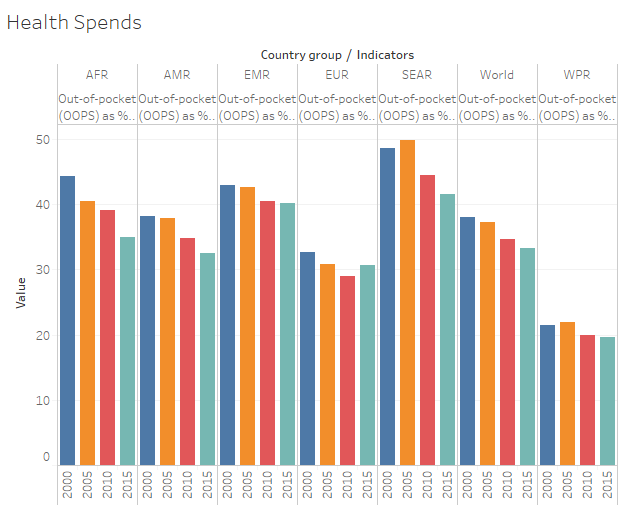 Health Spends
Country group / Indicators
AFR AMR EMR EUR SEAR World WPR
Out-of-pocket Out-of-pocket Out-of-pocket Out-of-pocket Out-of-pocket Out-of-pocket Out-of-pocket
(OOPS) as %.. (OOPS) as %.. (OOPS) as %.. (OOPS) as %.. (OOPS) as %.. (OOPS) as %.. (OOPS) as %..
50
40
30
Value
20
10
0
2000 2005 2010 2015 2000 2005 2010 2015 2000 2005 2010 2015 2000 2005 2010 2015 2000 2005 2010 2015 2000 2005 2010 2015 2000 2005 2010 2015